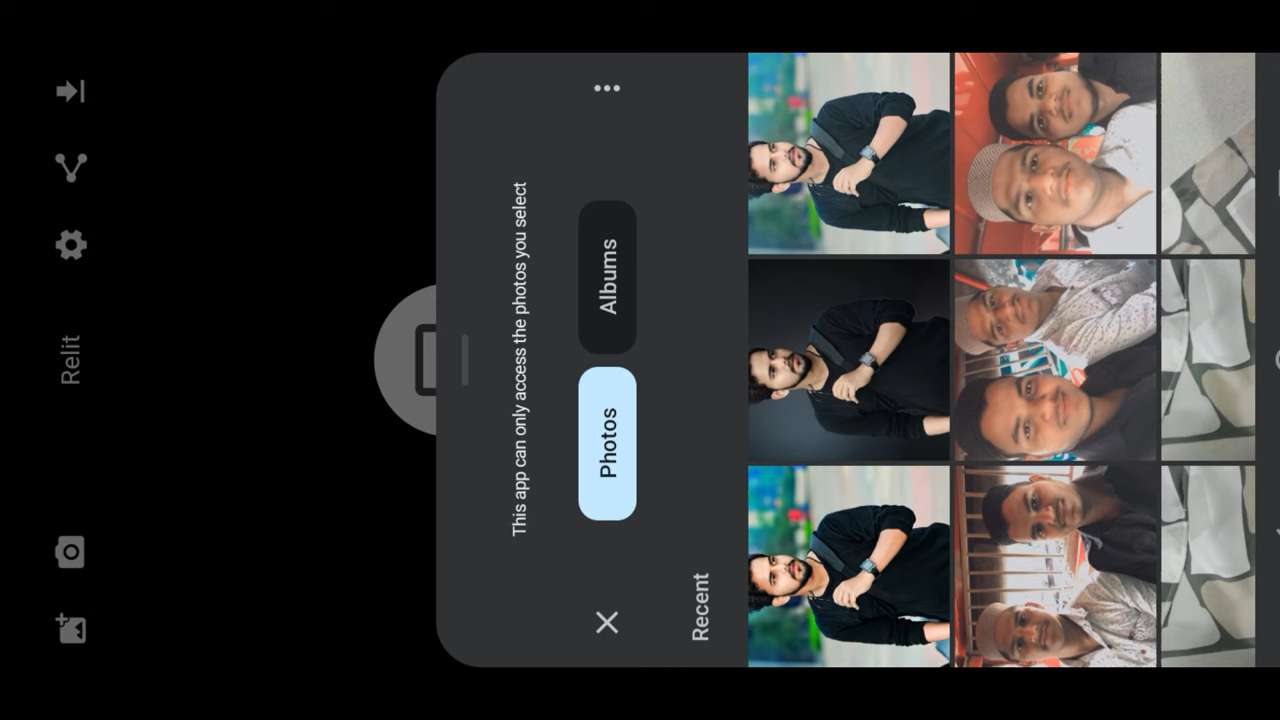 Relit
This app can only access the photos you select
Photos
Albums
Recent